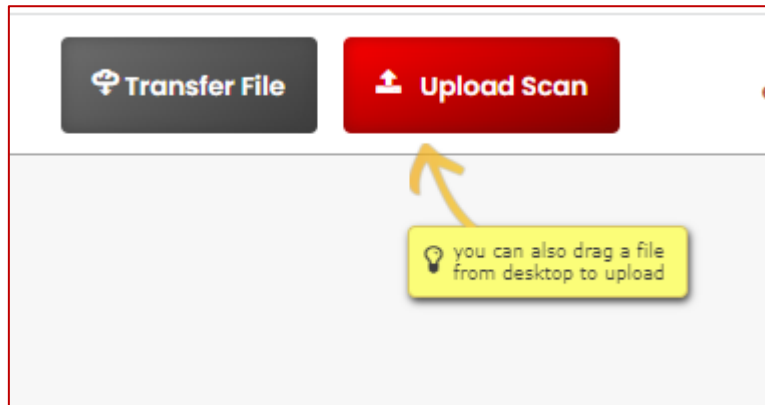 Transfer File
Upload Scan
you can also drag a file
from desktop to upload